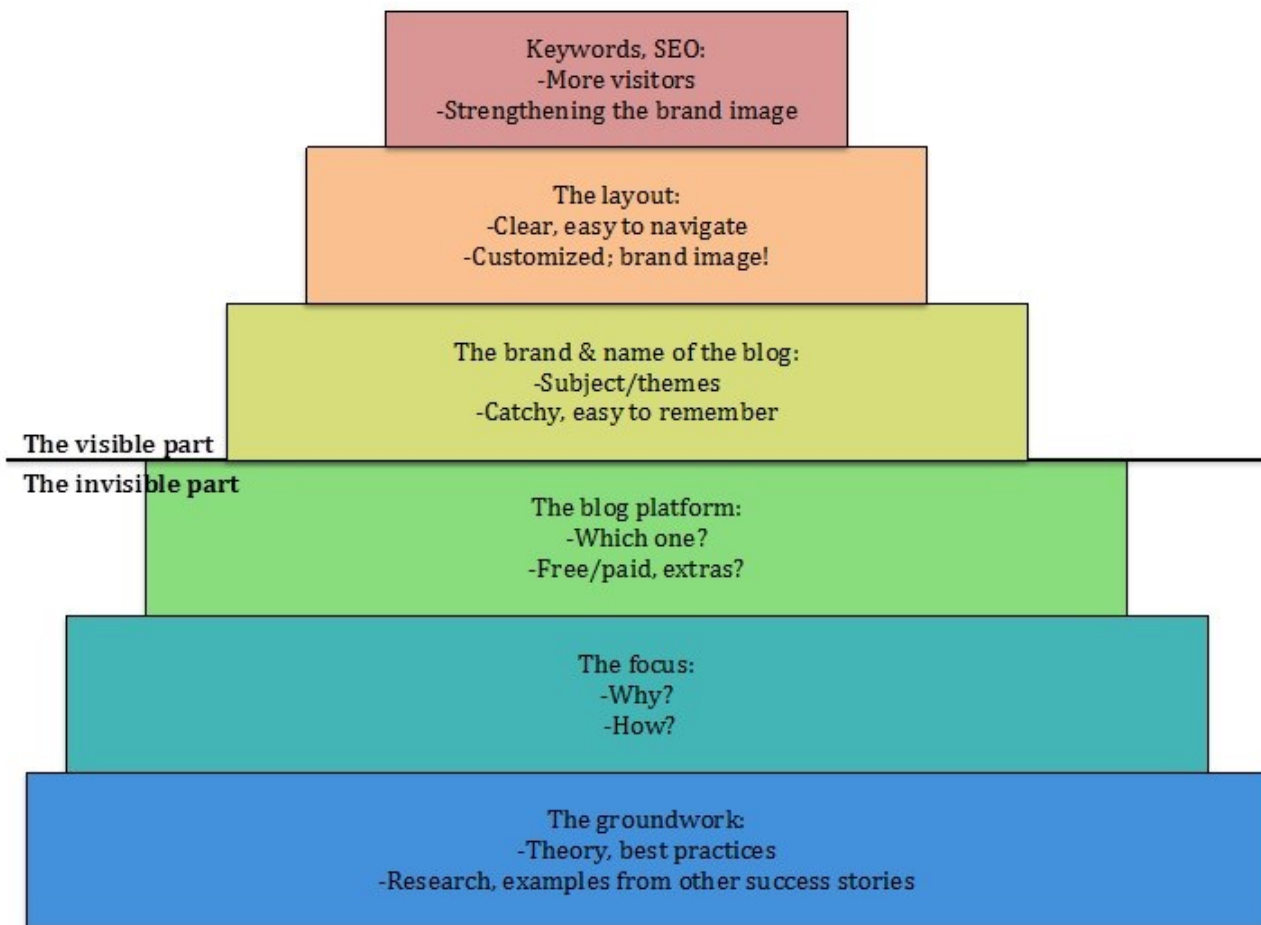 Keywords, SEO:
-More visitors
-Strengthening the brand image
The layout:
-Clear, easy to navigate
-Customized; brand image!
The brand & name of the blog:
-Subject/themes
-Catchy, easy to remember
The visible part
The invisible part
The blog platform:
-Which one?
-Free/paid, extras?
The focus:
-Why?
-How?
The groundwork:
-Theory, best practices
-Research, examples from other success stories